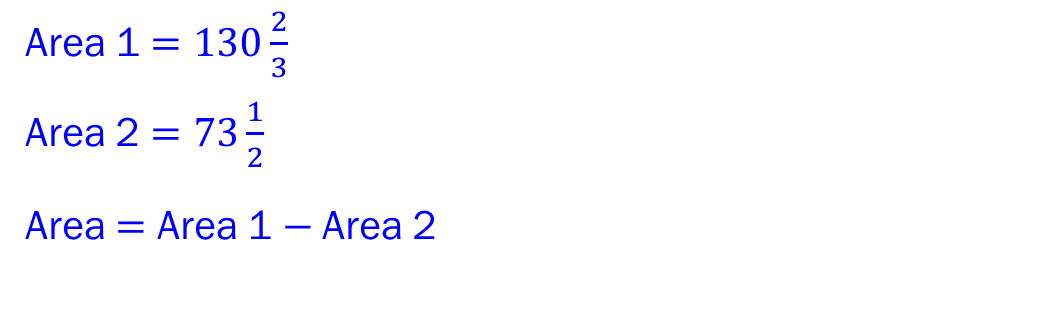 Area 1 = 130 2/3
Area 2 = 73 1/2
Area = Area 1 − Area 2